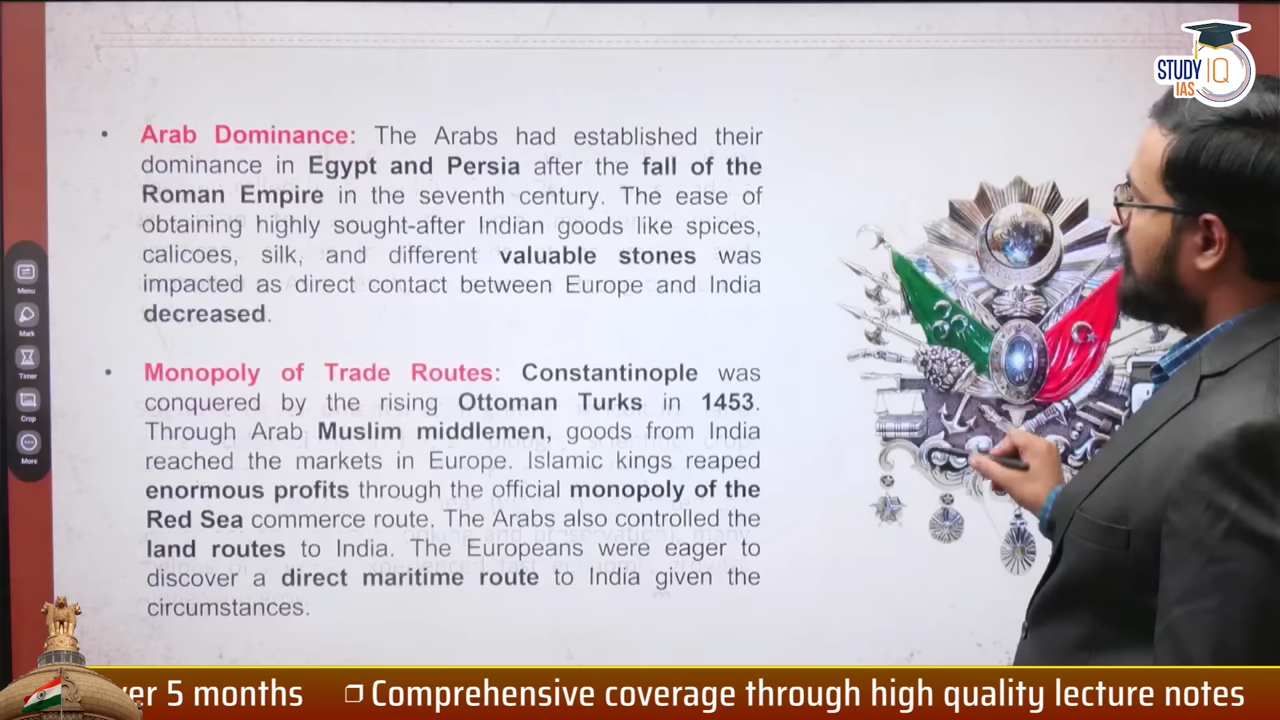 STUDY IQ
IAS
• Arab Dominance: The Arabs had established their
dominance in Egypt and Persia after the fall of the
Roman Empire in the seventh century. The ease of
obtaining highly sought-after Indian goods like spices,
calicoes, silk, and different valuable stones was
impacted as direct contact between Europe and India
decreased.
• Monopoly of Trade Routes: Constantinople was
conquered by the rising Ottoman Turks in 1453.
Through Arab Muslim middlemen, goods from India
reached the markets in Europe. Islamic kings reaped
enormous profits through the official monopoly of the
Red Sea commerce route. The Arabs also controlled the
land routes to India. The Europeans were eager to
discover a direct maritime route to India given the
circumstances.
Menu
Mark
Timer
Crop
More
5 months ❐ Comprehensive coverage through high quality lecture notes